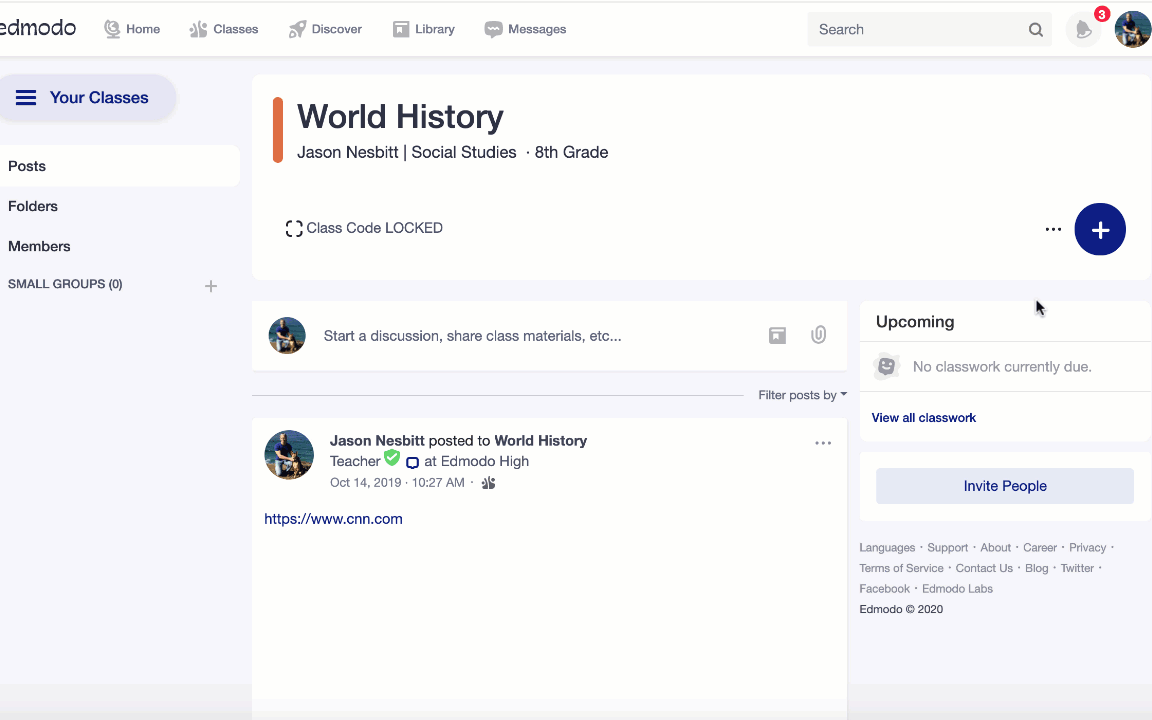 edmodo
Home
Classes
Discover
Library
Messages
Search
3
Your Classes
Posts
Folders
Members
SMALL GROUPS (0)
World History
Jason Nesbitt | Social Studies · 8th Grade
Class Code LOCKED
Start a discussion, share class materials, etc...
Filter posts by
Jason Nesbitt posted to World History
Teacher at Edmodo High
Oct 14, 2019 · 10:27 AM ·
https://www.cnn.com
Upcoming
No classwork currently due.
View all classwork
Invite People
Languages · Support · About · Career · Privacy ·
Terms of Service · Contact Us · Blog · Twitter ·
Facebook · Edmodo Labs
Edmodo © 2020